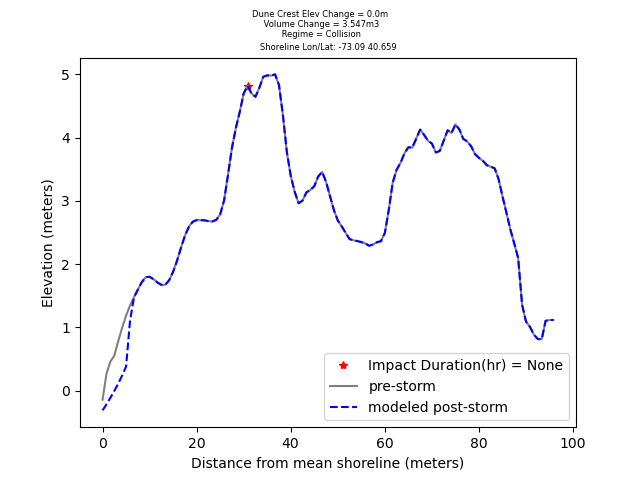 Dune Crest Elev Change = 0.0m
Volume Change = 3.547m3
Regime = Collision
Shoreline Lon/Lat: -73.09 40.659
5
4
3
2
1
0
Elevation (meters)
Impact Duration(hr) = None
pre-storm
modeled post-storm
0
20
40
60
80
100
Distance from mean shoreline (meters)